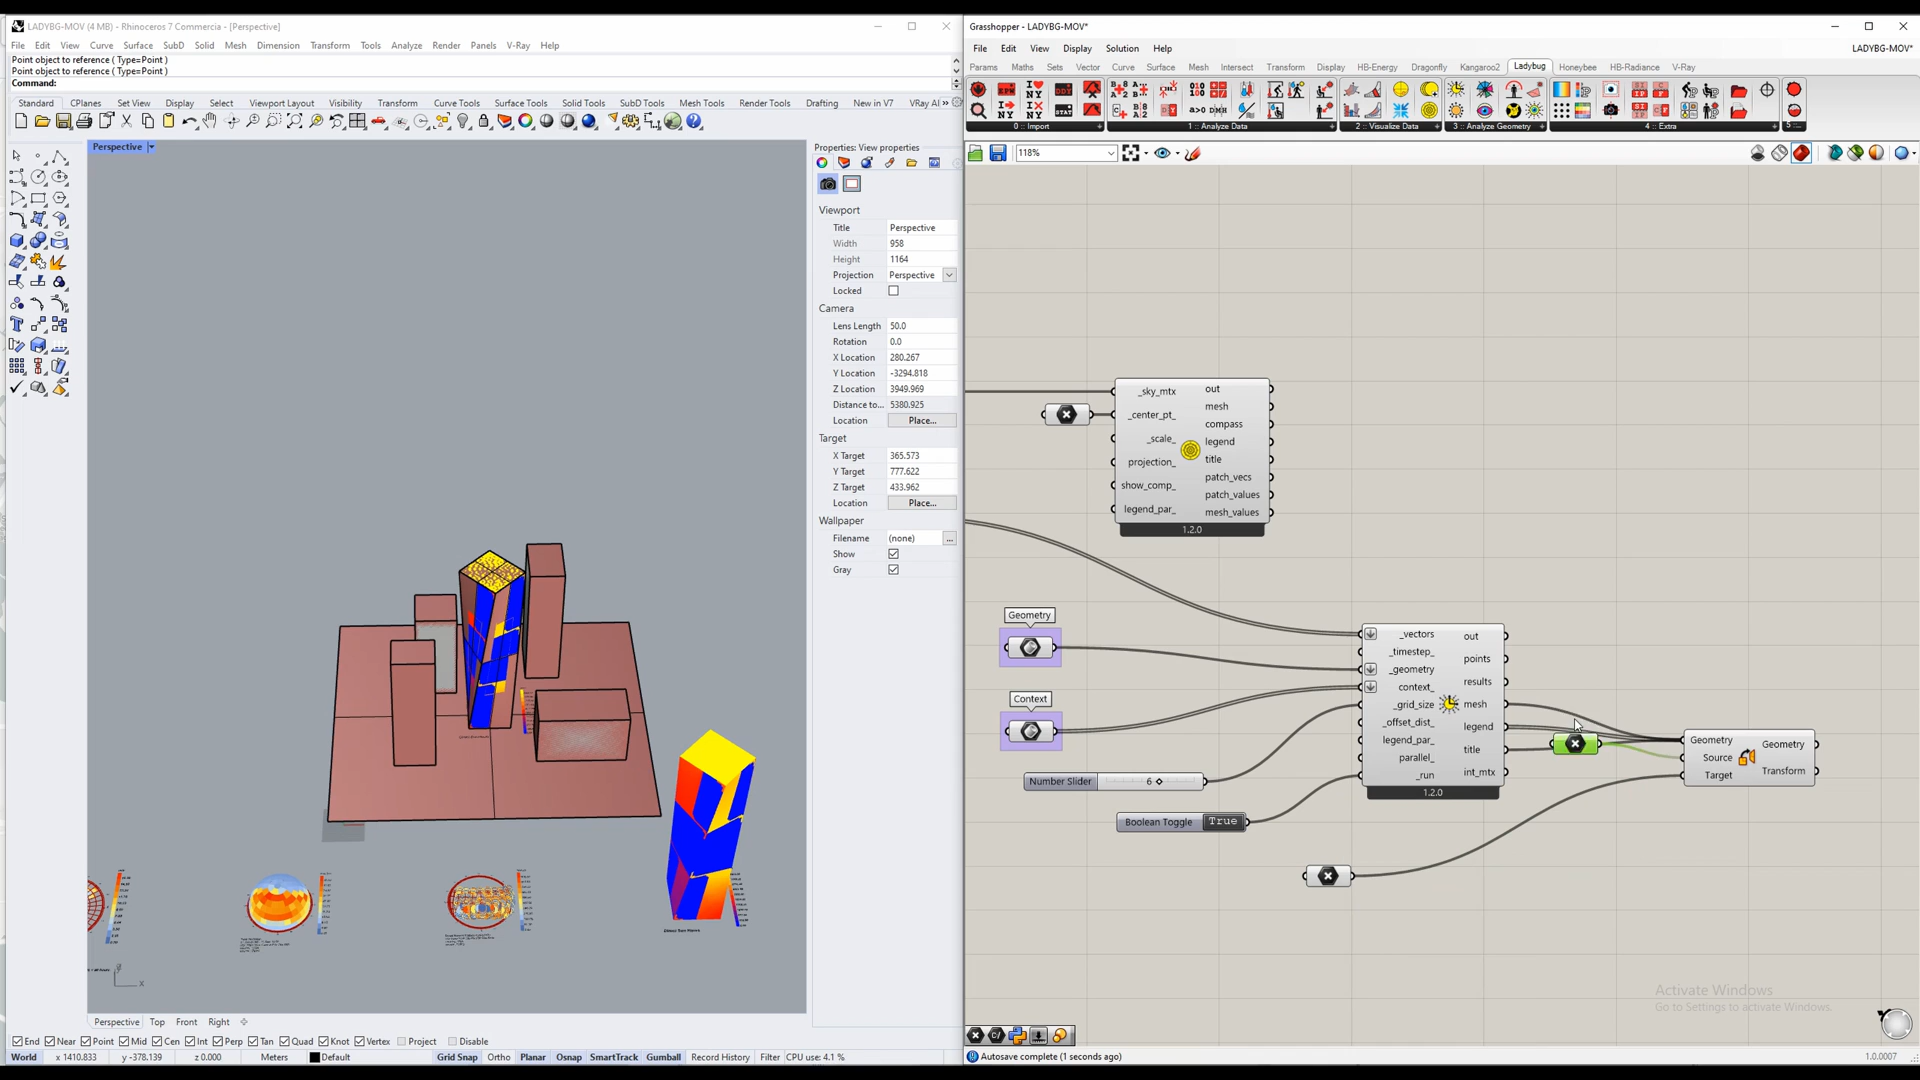 LADYBG-MOV (4 MB) - Rhinoceros 7 Commercia - [Perspective]
File Edit View Curve Surface SubD Solid Mesh Dimension Transform Tools Analyze Render Panels V-Ray Help
Point object to reference ( Type=Point )
Point object to reference ( Type=Point )
Command:
Standard CPlanes Set View Display Select Viewport Layout Visibility Transform Curve Tools Surface Tools Solid Tools SubD Tools Mesh Tools Render Tools Drafting New in V7 VRay Al »
Perspective
Properties: View properties
Viewport
Title Perspective
Width 958
Height 1164
Projection Perspective
Locked
Camera
Lens Length 50.0
Rotation 0.0
X Location 280.267
Y Location -3294.818
Z Location 3949.969
Distance to... 5380.925
Location Place...
Target
X Target 365.573
Y Target 777.622
Z Target 433.962
Location Place...
Wallpaper
Filename (none) ...
Show
Gray
x
Perspective Top Front Right
End Near Point Mid Cen Int Perp Tan Quad Knot Vertex Project Disable
World x 1410.833 y -378.139 z 0.000 Meters Default Grid Snap Ortho Planar Osnap SmartTrack Gumball Record History Filter CPU use: 4.1 %
Grasshopper - LADYBG-MOV*
File Edit View Display Solution Help LADYBG-MOV*
Params Maths Sets Vector Curve Surface Mesh Intersect Transform Display HB-Energy Dragonfly Kangaroo2 Ladybug Honeybee HB-Radiance V-Ray
0 :: Import 1 :: Analyze Data 2 :: Visualize Data 3 :: Analyze Geometry 4 :: Extra 5 ::
118%
_sky_mtx
_center_pt_
_scale_
projection_
show_comp_
legend_par_
out
mesh
compass
legend
title
patch_vecs
patch_values
mesh_values
1.2.0
Geometry
Context
Number Slider 6
Boolean Toggle True
_vectors
_timestep_
_geometry
context_
_grid_size
_offset_dist_
legend_par_
parallel_
_run
out
points
results
mesh
legend
title
int_mtx
1.2.0
Geometry
Source
Target
Geometry
Transform
Activate Windows
Go to Settings to activate Windows.
Autosave complete (1 seconds ago)
1.0.0007